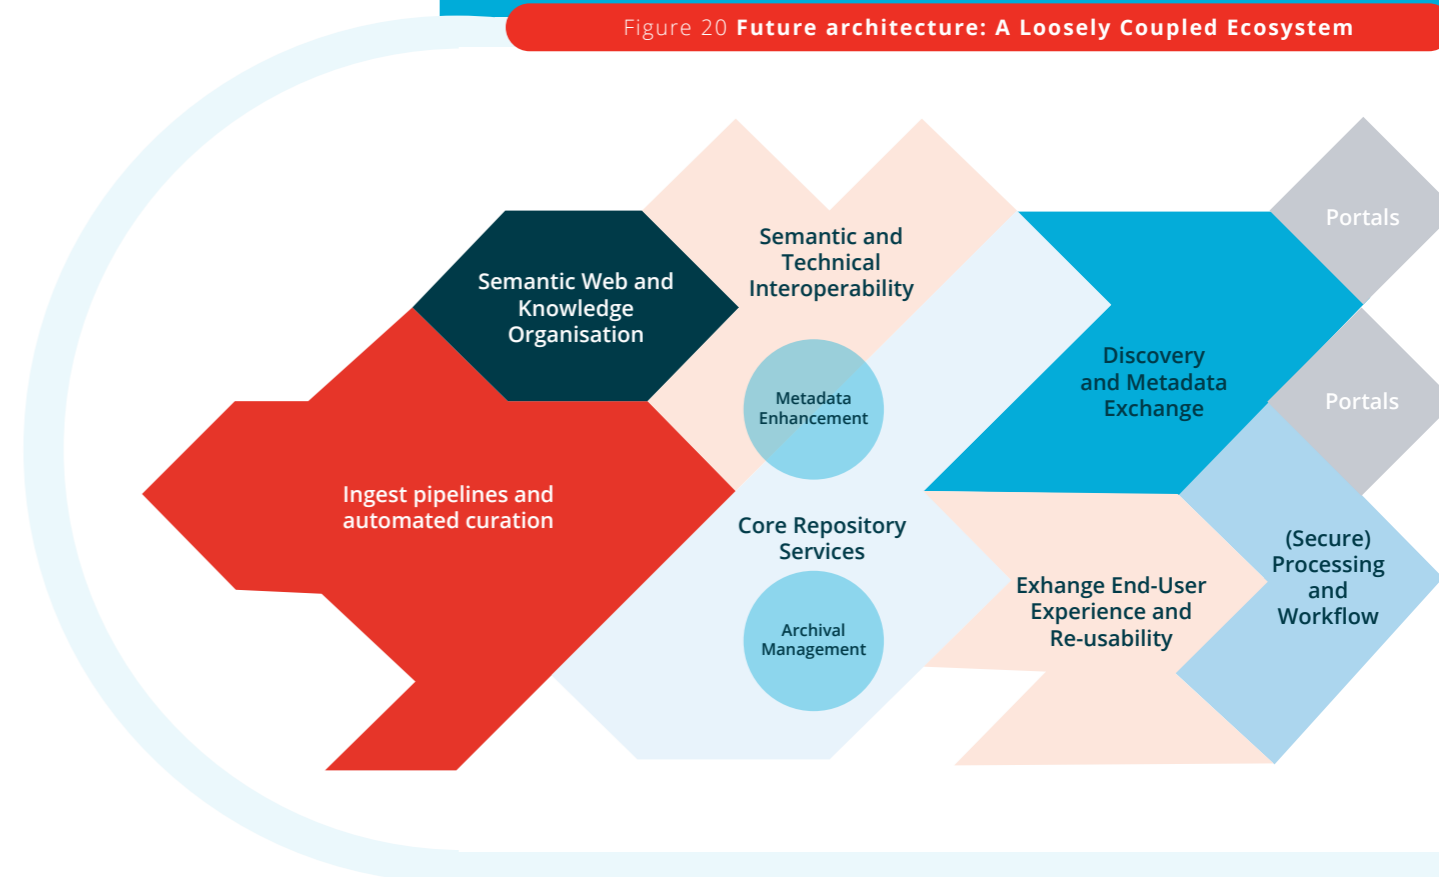 Figure 20 Future architecture: A Loosely Coupled Ecosystem
Portals
Semantic and
Technical
Interoperability
Semantic Web and
Knowledge
Organisation
Discovery
and Metadata
Exchange
Portals
Metadata
Enhancement
Ingest pipelines and
automated curation
Core Repository
Services
(Secure)
Processing
and
Workflow
Exhange End-User
Experience and
Re-usability
Archival
Management